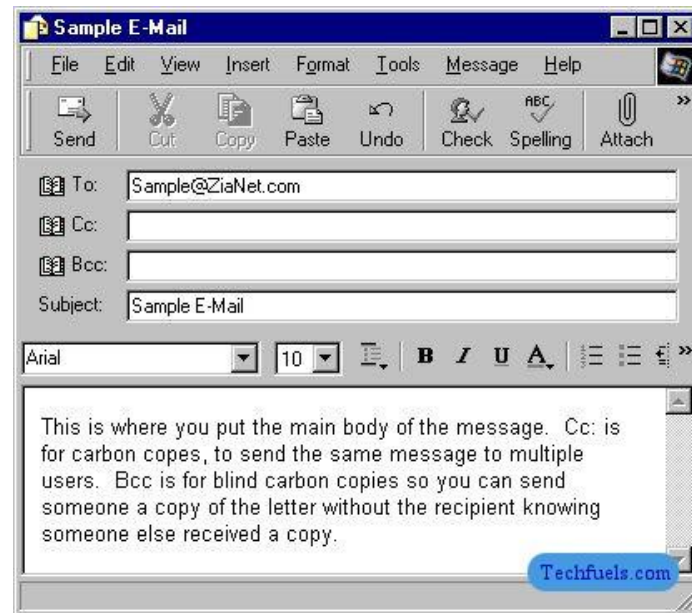 Sample E-Mail
File Edit View Insert Format Tools Message Help
Send Cut Copy Paste Undo Check Spelling Attach »
To: Sample@ZiaNet.com
Cc:
Bcc:
Subject: Sample E-Mail
Arial 10 B I U A »
This is where you put the main body of the message. Cc: is
for carbon copes, to send the same message to multiple
users. Bcc is for blind carbon copies so you can send
someone a copy of the letter without the recipient knowing
someone else received a copy.
Techfuels.com